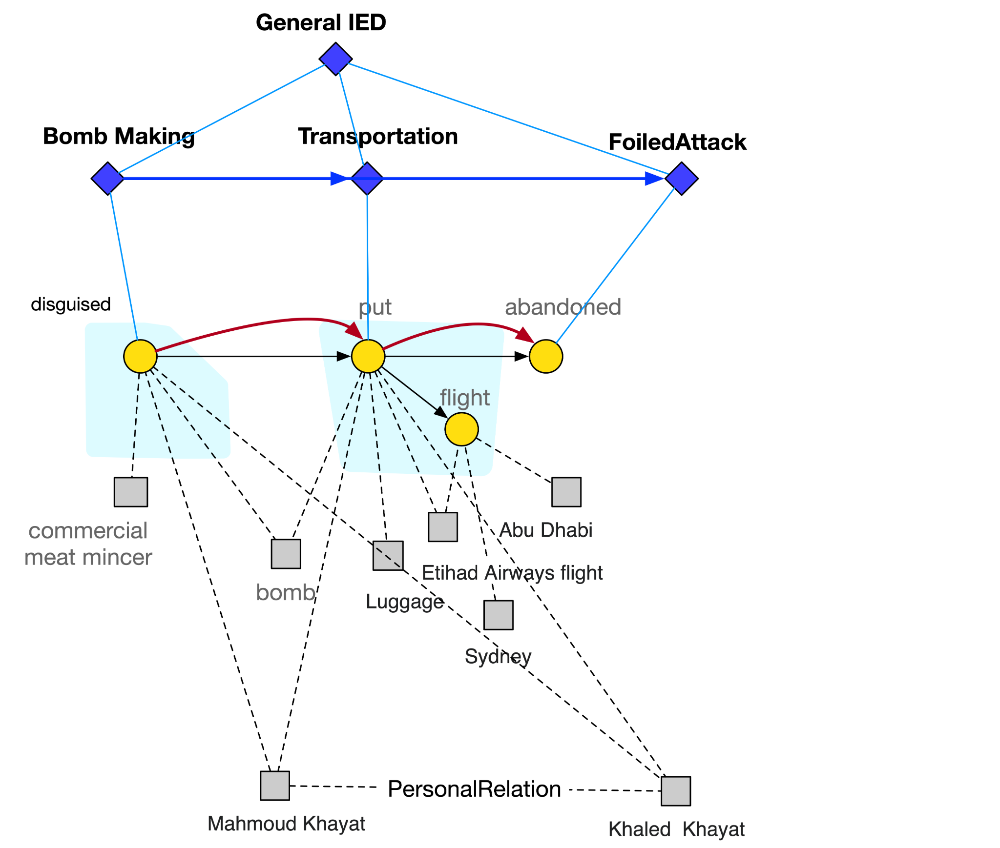 General IED
Bomb Making
Transportation
FoiledAttack
disguised
put
abandoned
flight
commercial
meat mincer
bomb
Luggage
Abu Dhabi
Etihad Airways flight
Sydney
PersonalRelation
Mahmoud Khayat
Khaled  Khayat